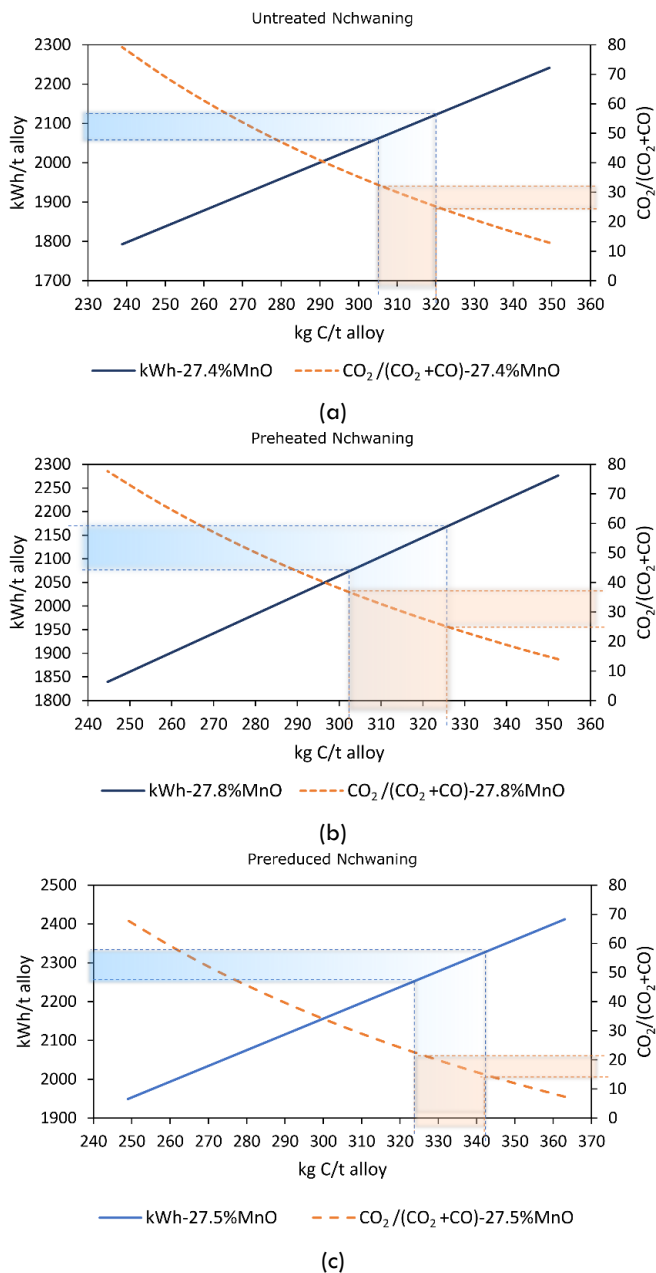 Untreated Nchwaning
2300
2200
2100
2000
1900
1800
1700
kWh/t alloy
80
70
60
50
40
30
20
10
0
CO₂/(CO₂+CO)
230 240 250 260 270 280 290 300 310 320 330 340 350 360
kg C/t alloy
kWh-27.4%MnO CO₂/(CO₂+CO)-27.4%MnO
(a)
Preheated Nchwaning
2300
2250
2200
2150
2100
2050
2000
1950
1900
1850
1800
kWh/t alloy
80
70
60
50
40
30
20
10
0
CO₂/(CO₂+CO)
240 250 260 270 280 290 300 310 320 330 340 350 360
kg C/t alloy
kWh-27.8%MnO CO₂/(CO₂+CO)-27.8%MnO
(b)
Prereduced Nchwaning
2500
2400
2300
2200
2100
2000
1900
kWh/t alloy
80
70
60
50
40
30
20
10
0
CO₂/(CO₂+CO)
240 250 260 270 280 290 300 310 320 330 340 350 360 370
kg C/t alloy
kWh-27.5%MnO CO₂/(CO₂+CO)-27.5%MnO
(c)